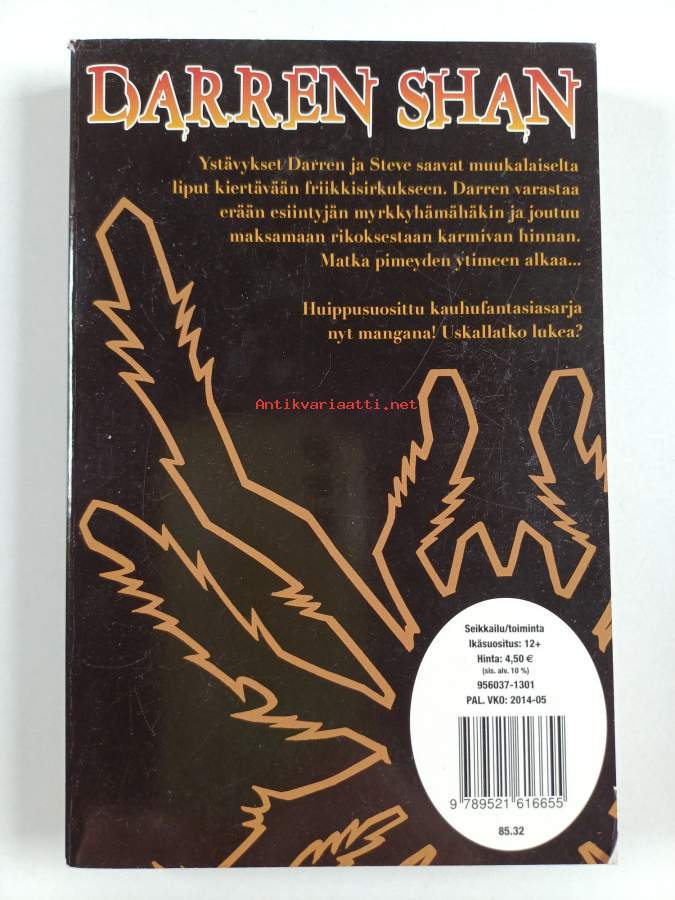 DARREN SHAN
Ystävykset Darren ja Steve saavat muukalaiselta
liput kiertävään friikkisirkukseen. Darren varastaa
erään esiintyjän myrkkyhämähäkin ja joutuu
maksamaan rikoksestaan karmivan hinnan.
Matka pimeyden ytimeen alkaa...
Huippusuosittu kauhufantasiasarja
nyt mangana! Uskallatko lukea?
Antikvariaatti.net
Seikkailu/toiminta
Ikäsuositus: 12+
Hinta: 4,50 €
(sis. alv. 10 %)
956037-1301
PAL. VKO: 2014-05
9 789521 616655
85.32